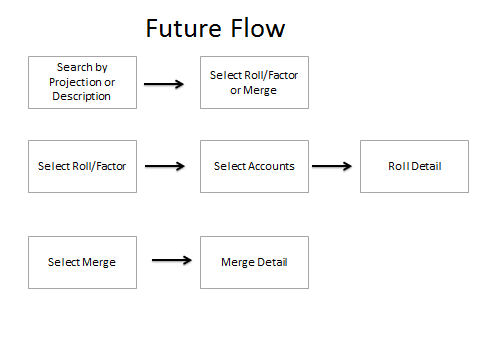 Future Flow
Search by
Projection or
Description
Select Roll/Factor
or Merge
Select Roll/Factor
Select Accounts
Roll Detail
Select Merge
Merge Detail